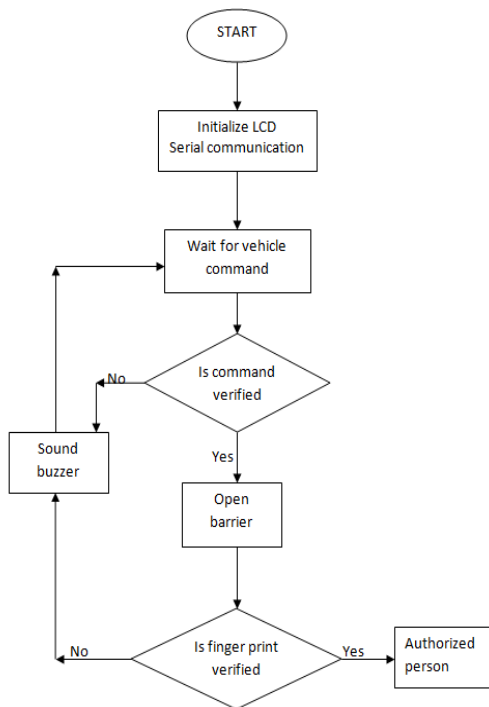 START
Initialize LCD
Serial communication
Wait for vehicle
command
Is command
verified
No
Sound
buzzer
Yes
Open
barrier
Is finger print
verified
No
Yes
Authorized
person